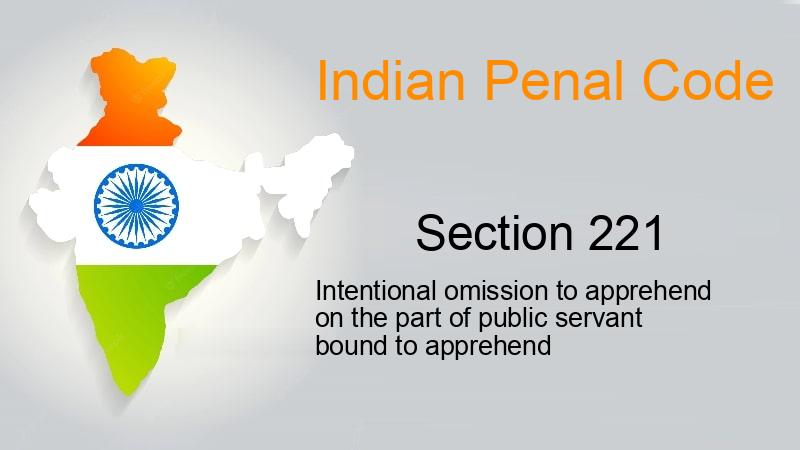 Indian Penal Code
Section 221
Intentional omission to apprehend
on the part of public servant
bound to apprehend